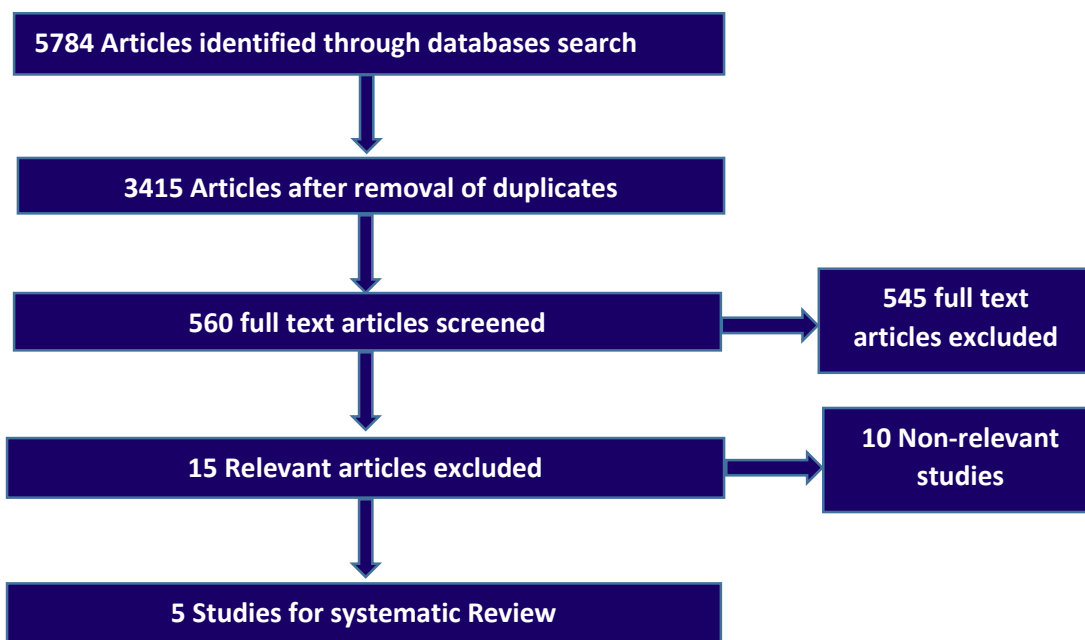 5784 Articles identified through databases search
3415 Articles after removal of duplicates
560 full text articles screened
545 full text
articles excluded
15 Relevant articles excluded
10 Non-relevant
studies
5 Studies for systematic Review